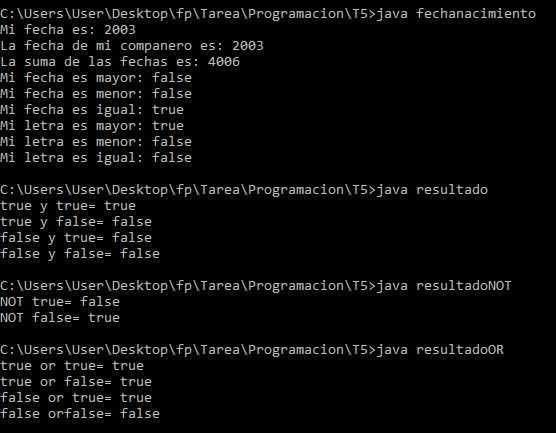 C:\Users\User\Desktop\fp\Tarea\Programacion\T5>java fechanacimiento
Mi fecha es: 2003
La fecha de mi companero es: 2003
La suma de las fechas es: 4006
Mi fecha es mayor: false
Mi fecha es menor: false
Mi fecha es igual: true
Mi letra es mayor: true
Mi letra es menor: false
Mi letra es igual: false
C:\Users\User\Desktop\fp\Tarea\Programacion\T5>java resultado
true y true= true
true y false= false
false y true= false
false y false= false
C:\Users\User\Desktop\fp\Tarea\Programacion\T5>java resultadoNOT
NOT true= false
NOT false= true
C:\Users\User\Desktop\fp\Tarea\Programacion\T5>java resultadoOR
true or true= true
true or false= true
false or true= true
false orfalse= false